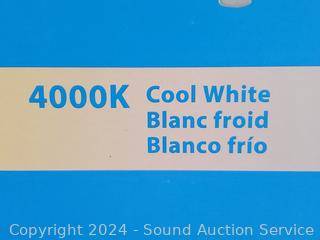 4000K Cool White
Blanc froid
Blanco frío
Copyright 2024 - Sound Auction Service